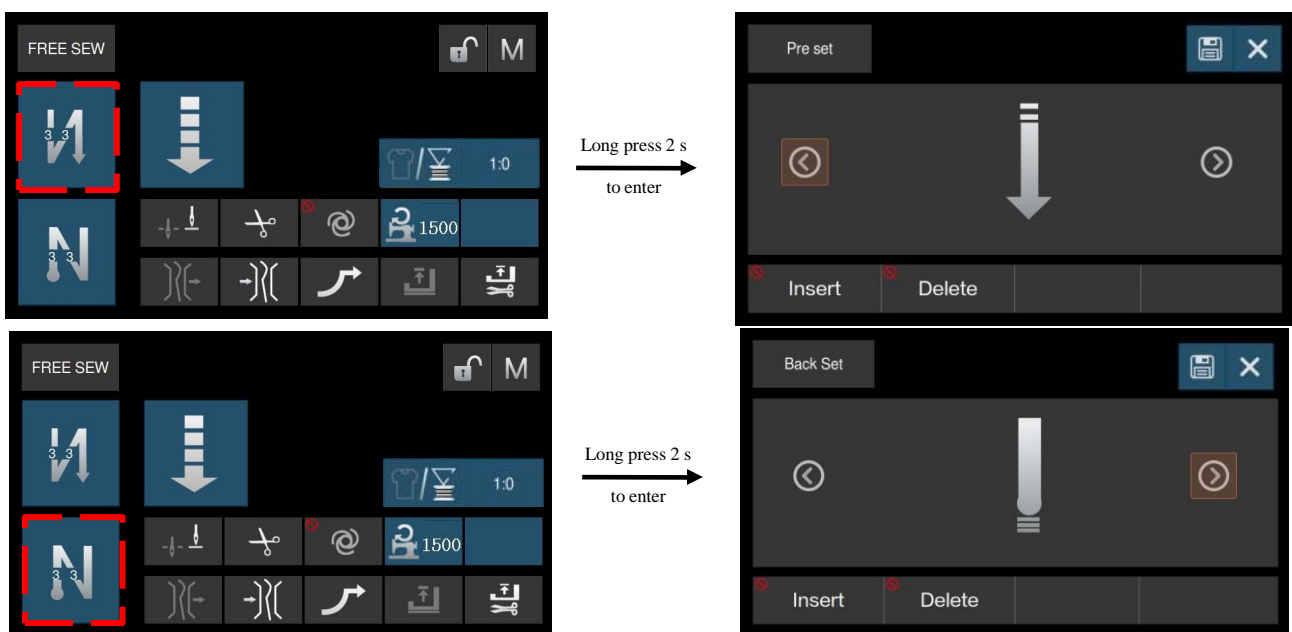 FREE SEW
M
3 3
1:0
1500
3 3
Long press 2 s
to enter
Pre set
Insert
Delete
FREE SEW
M
3 3
1:0
1500
3 3
Long press 2 s
to enter
Back Set
Insert
Delete